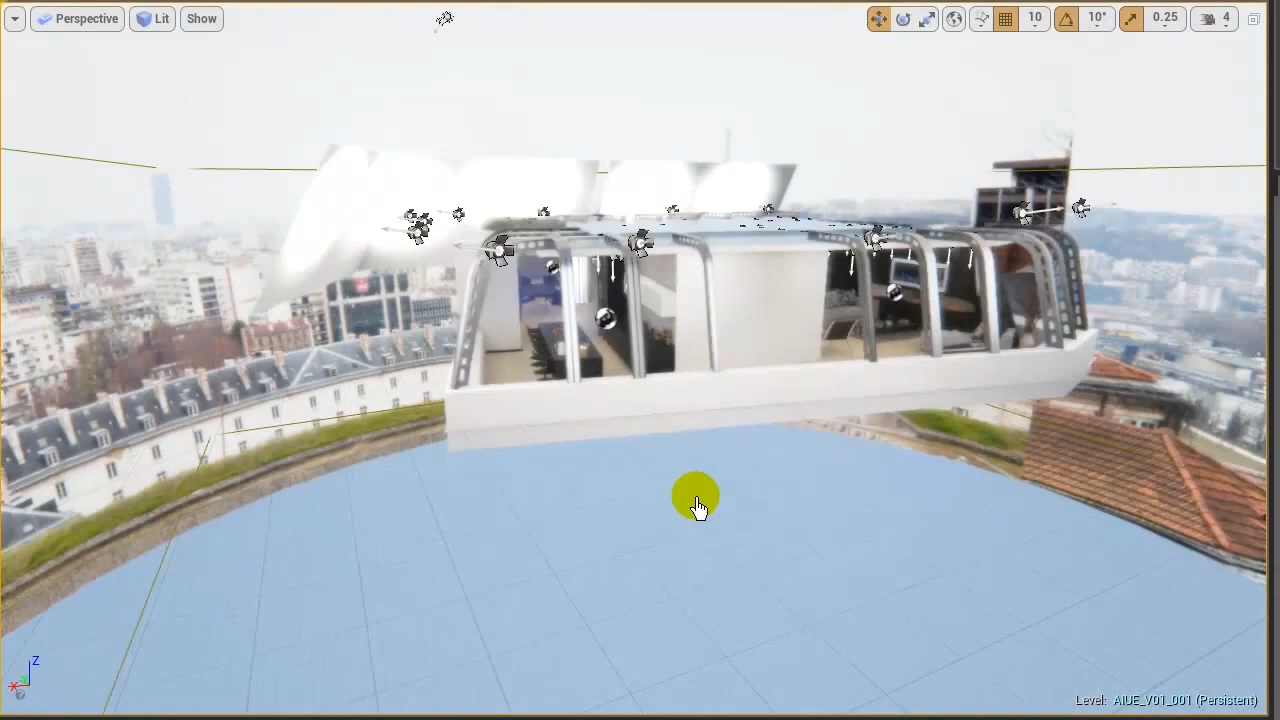 Perspective
Lit
Show
10
10°
0.25
4
Z
Level: AIUE_V01_001 (Persistent)